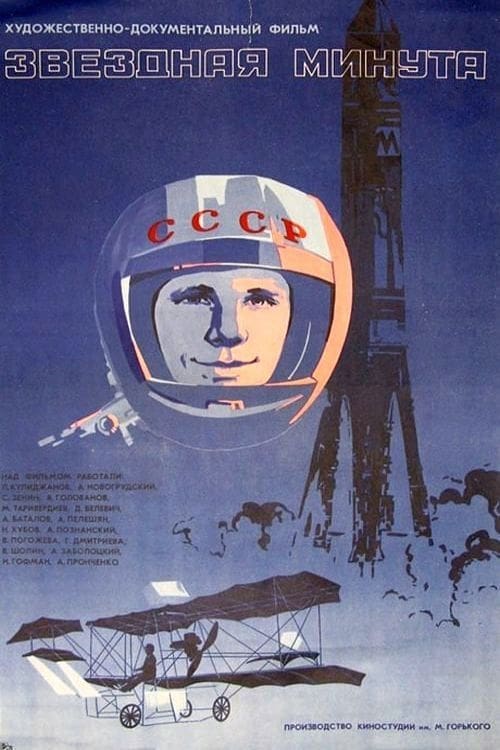 ХУДОЖЕСТВЕННО-ДОКУМЕНТАЛЬНЫЙ ФИЛЬМ
ЗВЕЗДНАЯ МИНУТА
М
СССР
НАД ФИЛЬМОМ РАБОТАЛИ:
Л. КУЛИДЖАНОВ, А. НОВОГРУДСКИЙ,
С. ЗЕНИН, Я. ГОЛОВАНОВ,
М. ТАРИВЕРДИЕВ, Д. БЕЛЕВИЧ,
А. БАТАЛОВ, А. ПЕЛЕШЯН,
Н. ХУБОВ, А. ПОЗНАНСКИЙ,
В. ПОГОЖЕВА, Г. ДМИТРИЕВА,
В. ШОЛИН, А. ЗАБОЛОЦКИЙ,
И. ГОФМАН, А. ПРОНЧЕНКО
ПРОИЗВОДСТВО КИНОСТУДИИ им. М. ГОРЬКОГО